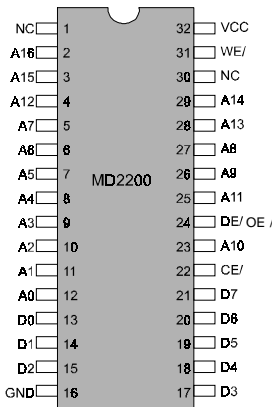 NC 1 32 VCC
A16 2 31 WE/
A15 3 30 NC
A12 4 29 A14
A7 5 28 A13
A6 6 27 A8
A5 7 26 A9
MD2200
A4 8 25 A11
A3 9 24 DE/ OE /
A2 10 23 A10
A1 11 22 CE/
A0 12 21 D7
D0 13 20 D6
D1 14 19 D5
D2 15 18 D4
GND 16 17 D3